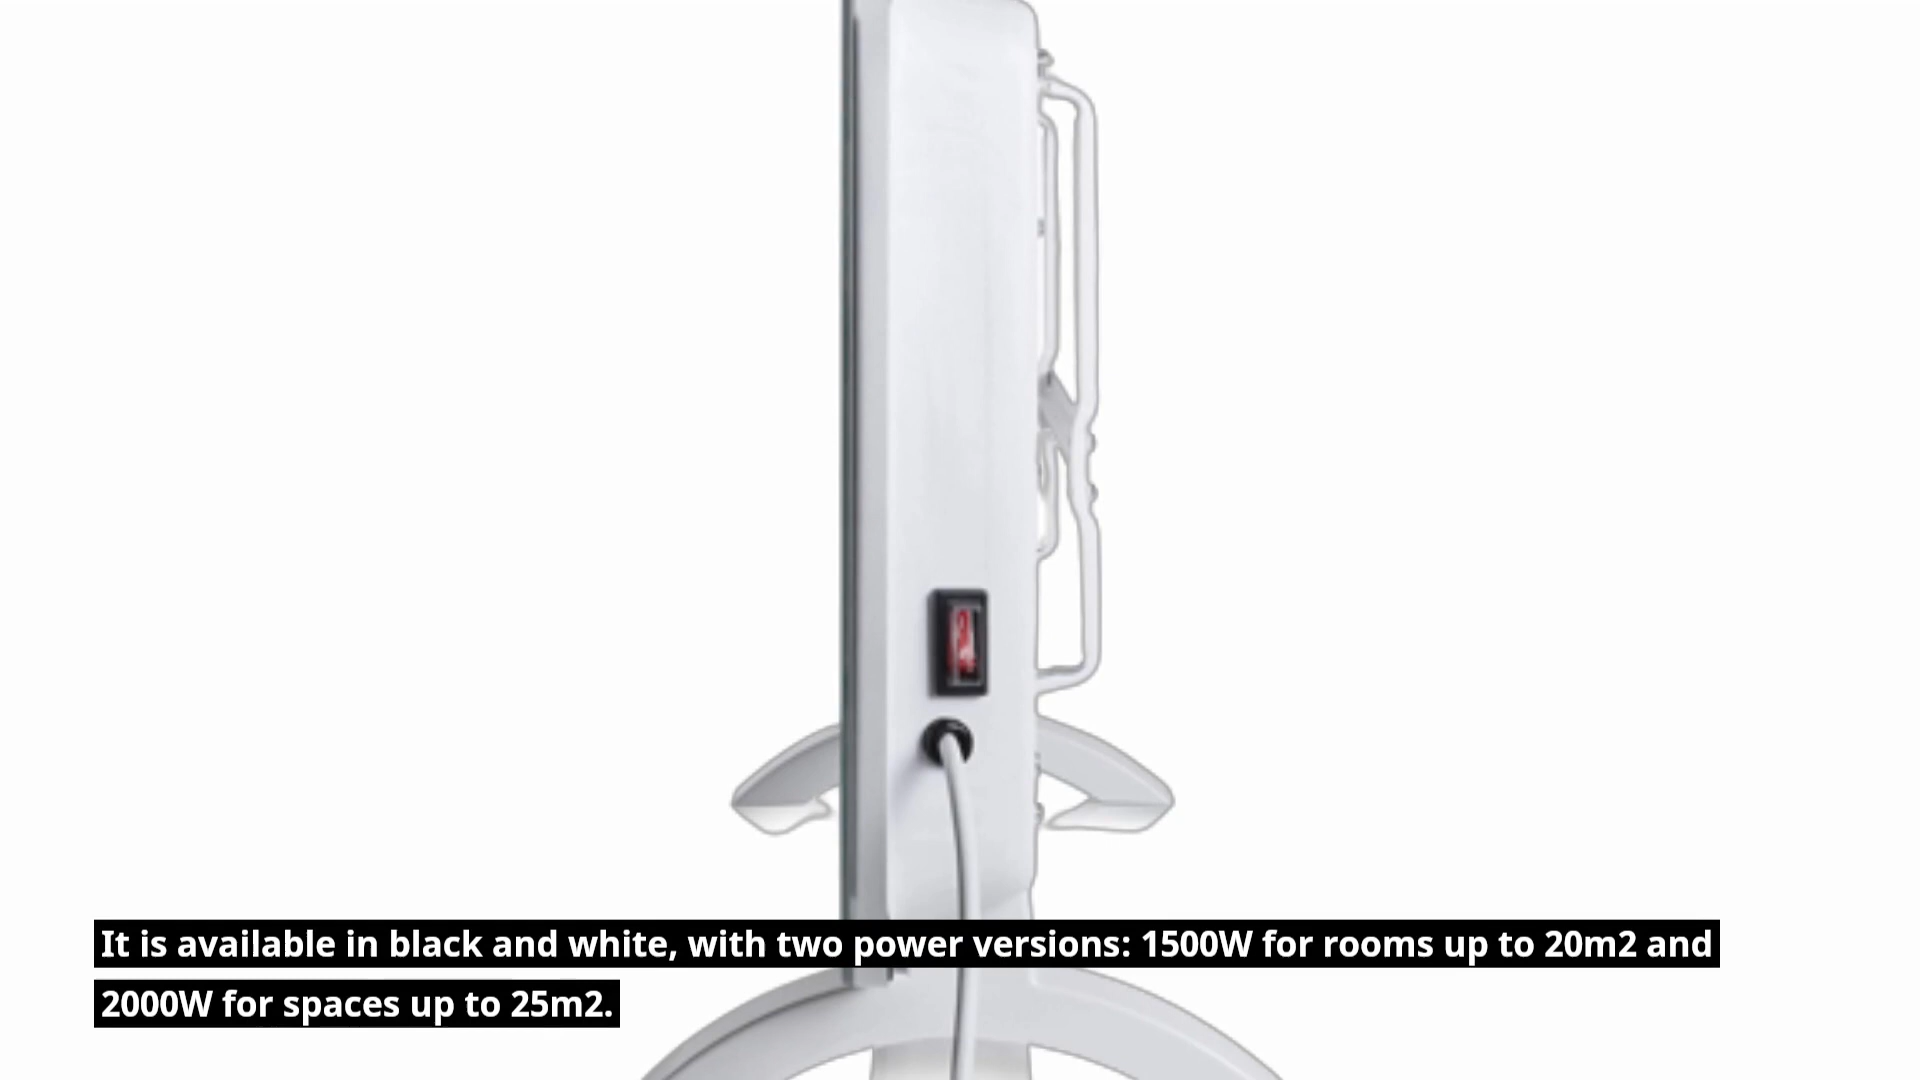 It is available in black and white, with two power versions: 1500W for rooms up to 20m2 and
2000W for spaces up to 25m2.